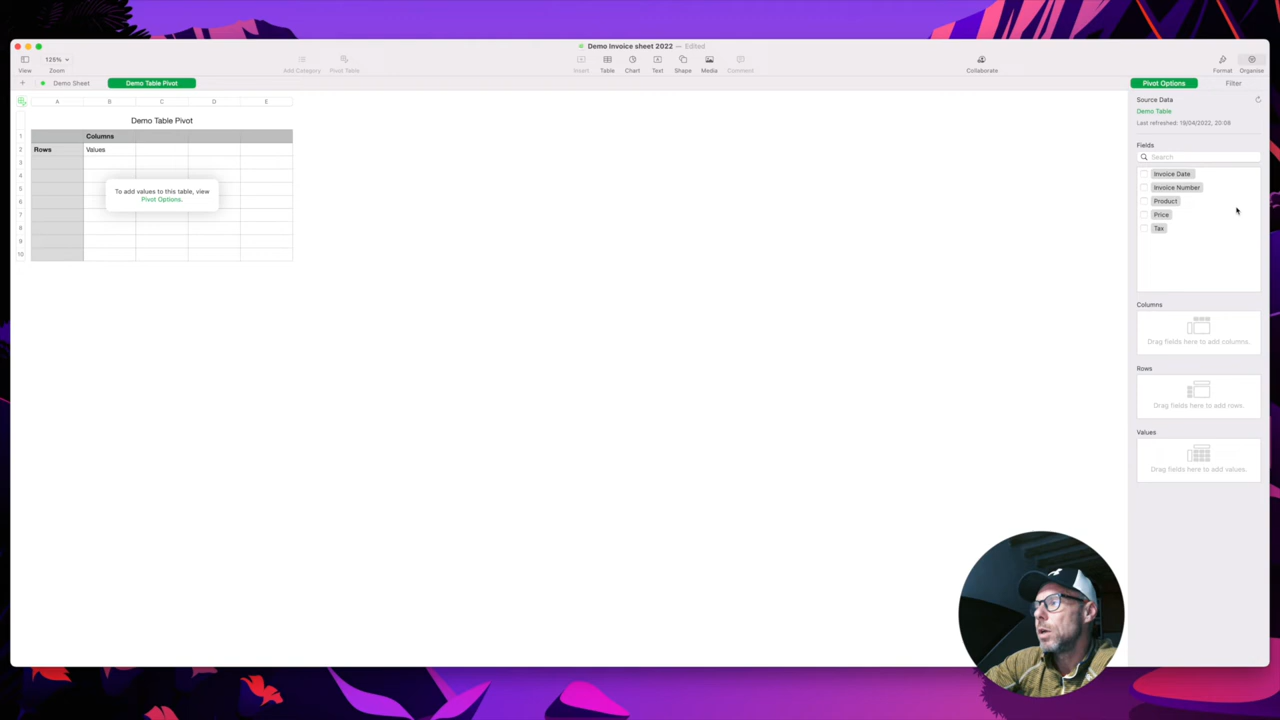 Demo Invoice sheet 2022 — Edited
125%
View
Zoom
Add Category
Pivot Table
Insert
Table
Chart
Text
Shape
Media
Comment
Collaborate
Format
Organise
+
Demo Sheet
Demo Table Pivot
Pivot Options
Filter
A B C D E
Demo Table Pivot
1 Columns
2 Rows Values
3
4
5
6
7
8
9
10
To add values to this table, view
Pivot Options.
Source Data
Demo Table
Last refreshed: 19/04/2022, 20:08
Fields
Search
Invoice Date
Invoice Number
Product
Price
Tax
Columns
Drag fields here to add columns.
Rows
Drag fields here to add rows.
Values
Drag fields here to add values.